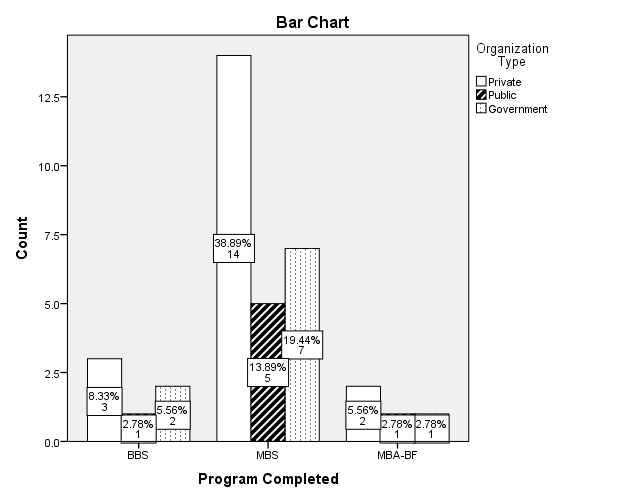 Bar Chart
Organization
Type
Private
Public
Government
Count
12.5
10.0
7.5
5.0
2.5
0.0
8.33%
3
2.78%
1
5.56%
2
38.89%
14
13.89%
5
19.44%
7
5.56%
2
2.78%
1
2.78%
1
BBS
MBS
MBA-BF
Program Completed